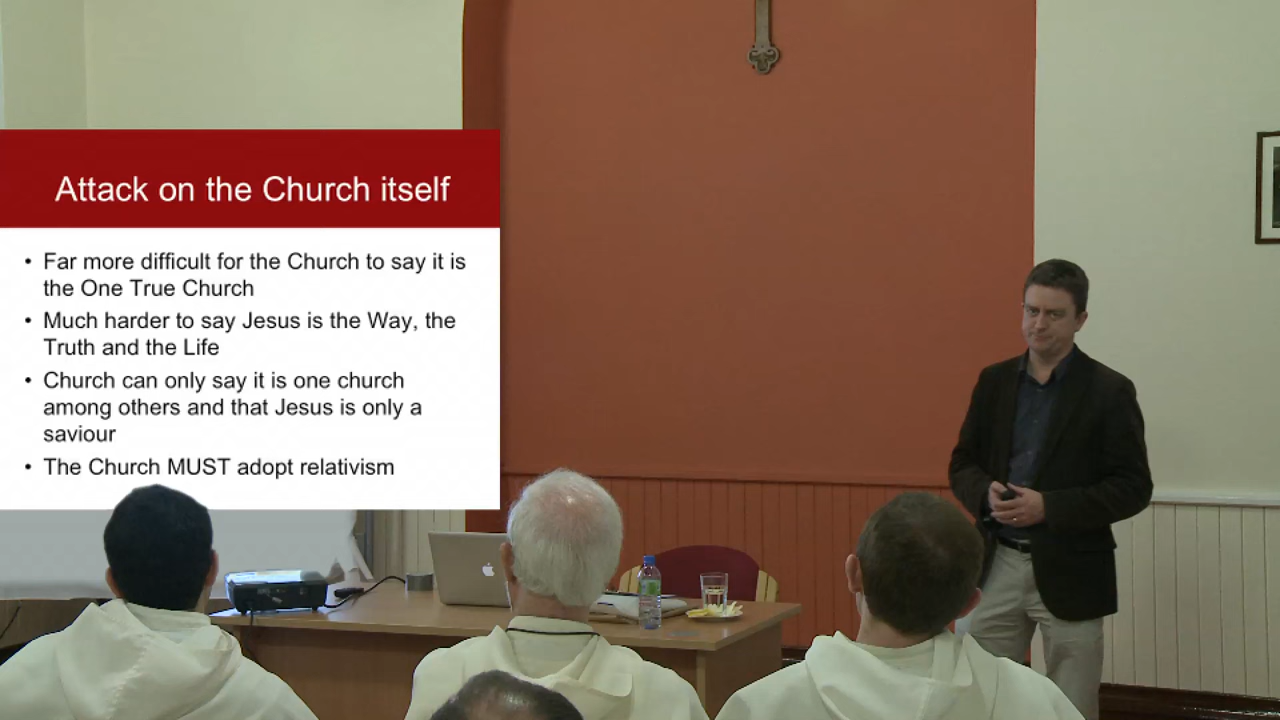 Attack on the Church itself
• Far more difficult for the Church to say it is
the One True Church
• Much harder to say Jesus is the Way, the
Truth and the Life
• Church can only say it is one church
among others and that Jesus is only a
saviour
• The Church MUST adopt relativism